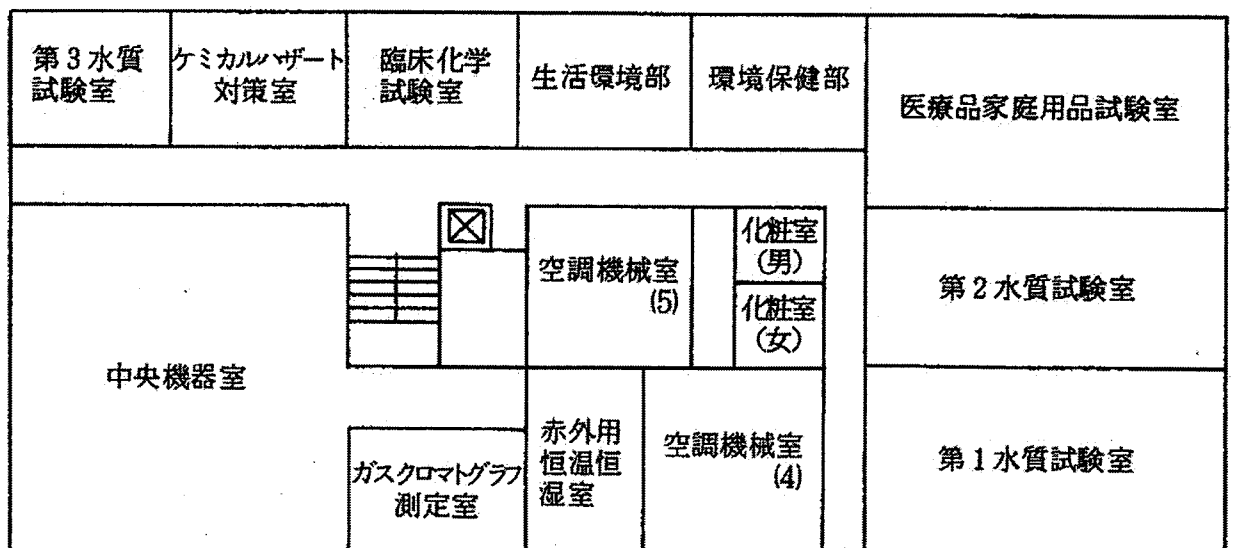 第3水質
試験室
ケミカルハザート
対策室
臨床化学
試験室
生活環境部
環境保健部
医療品家庭用品試験室
化粧室
(男)
空調機械室
(5)
化粧室
(女)
第2水質試験室
中央機器室
赤外用
恒温恒
湿室
空調機械室
(4)
第1水質試験室
ガスクロマトグラフ
測定室